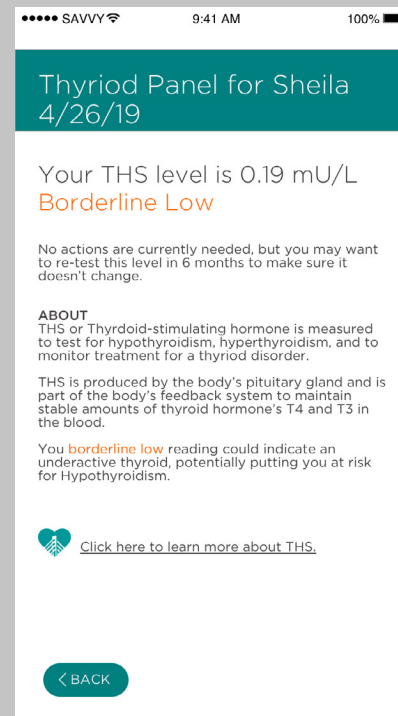 ●●●●● SAVVY 9:41 AM 100%
Thyriod Panel for Sheila
4/26/19
Your THS level is 0.19 mU/L
Borderline Low
No actions are currently needed, but you may want
to re-test this level in 6 months to make sure it
doesn't change.
ABOUT
THS or Thyrdoid-stimulating hormone is measured
to test for hypothyroidism, hyperthyroidism, and to
monitor treatment for a thyriod disorder.
THS is produced by the body's pituitary gland and is
part of the body's feedback system to maintain
stable amounts of thyroid hormone's T4 and T3 in
the blood.
You borderline low reading could indicate an
underactive thyroid, potentially putting you at risk
for Hypothyroidism.
Click here to learn more about THS.
BACK